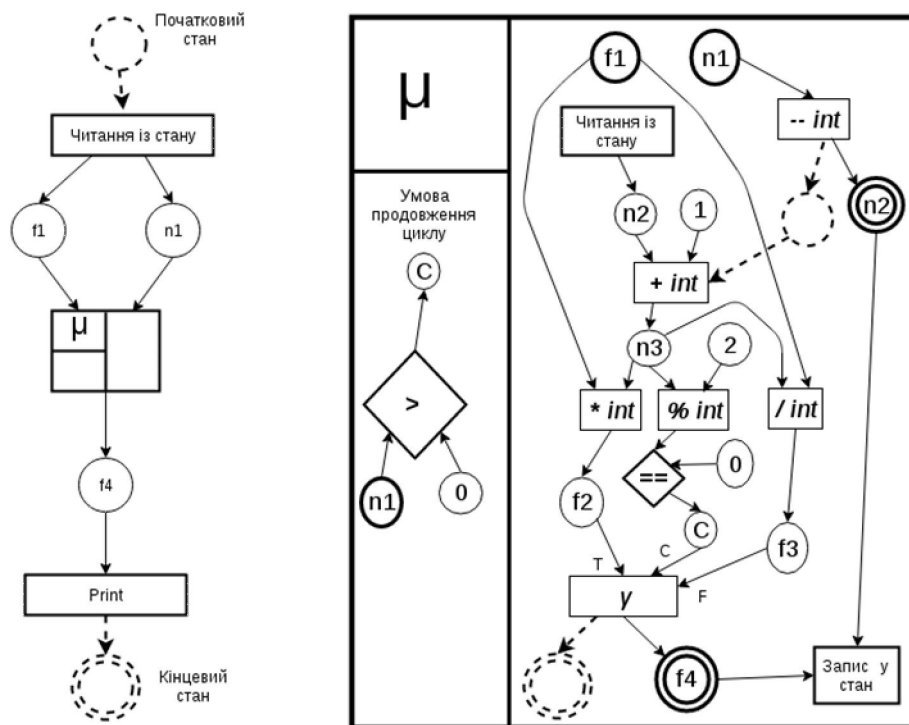 Початковий
стан
Читання із стану
f1
n1
μ
f4
Print
Кінцевий
стан
μ
Умова
продовження
циклу
C
>
n1
0
f1
n1
-- int
Читання із
стану
n2
1
n2
+ int
n3
2
* int
% int
/ int
==
0
f2
C
f3
T
C
F
γ
f4
Запис у
стан